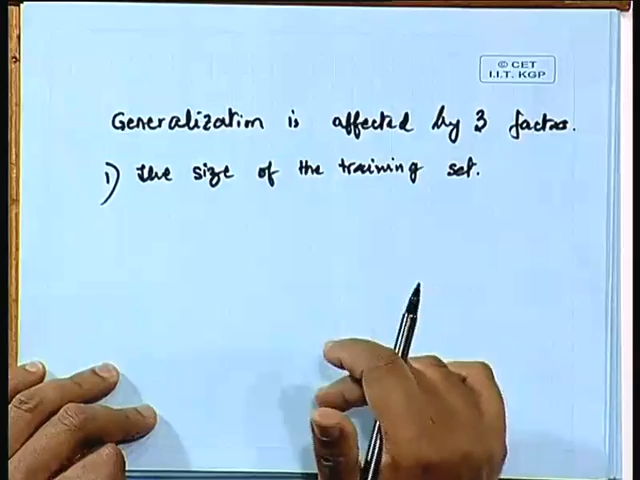 © CET
I.I.T. KGP
Generalization is affected by 3 factors.
1) The size of the training set.